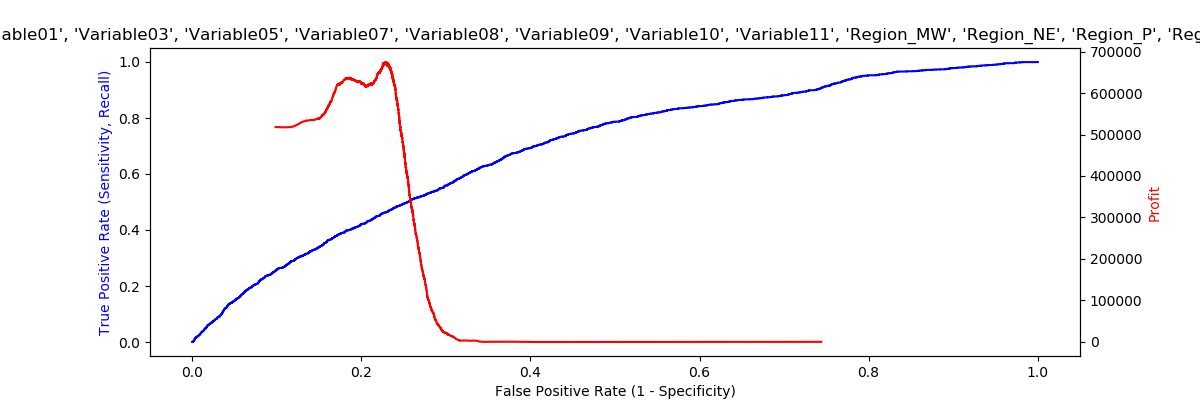 able01', 'Variable03', 'Variable05', 'Variable07', 'Variable08', 'Variable09', 'Variable10', 'Variable11', 'Region_MW', 'Region_NE', 'Region_P', 'Reg
True Positive Rate (Sensitivity, Recall)
1.0
0.8
0.6
0.4
0.2
0.0
700000
600000
500000
400000
300000
200000
100000
0
Profit
0.0 0.2 0.4 0.6 0.8 1.0
False Positive Rate (1 - Specificity)